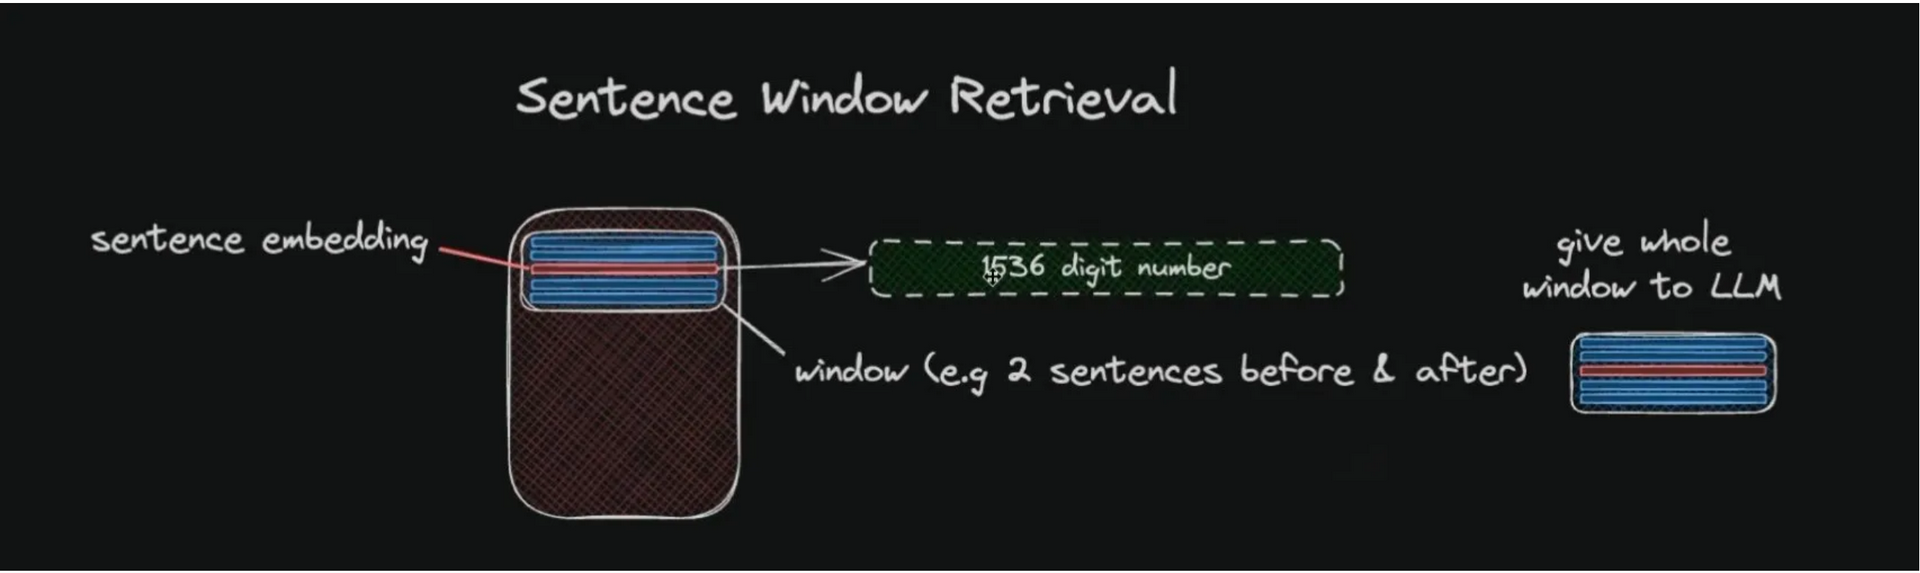 Sentence Window Retrieval
sentence embedding
1536 digit number
give whole
window to LLM
window (e.g 2 sentences before & after)